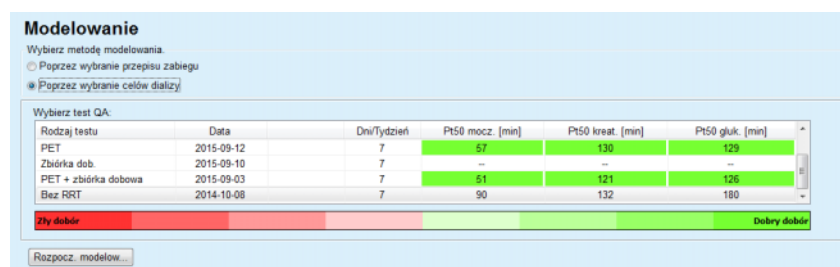 Modelowanie
Wybierz metodę modelowania.
Poprzez wybranie przepisu zabiegu
Poprzez wybranie celów dializy
Wybierz test QA:
Rodzaj testu Data Dni/Tydzień Pt50 mocz. [min] Pt50 kreat. [min] Pt50 gluk. [min]
PET 2015-09-12 7 57 130 129
Zbiórka dob. 2015-09-10 7 -- -- --
PET + zbiórka dobowa 2015-09-03 7 51 121 126
Bez RRT 2014-10-08 7 90 132 180
Zły dobór Dobry dobór
Rozpocz. modelow...